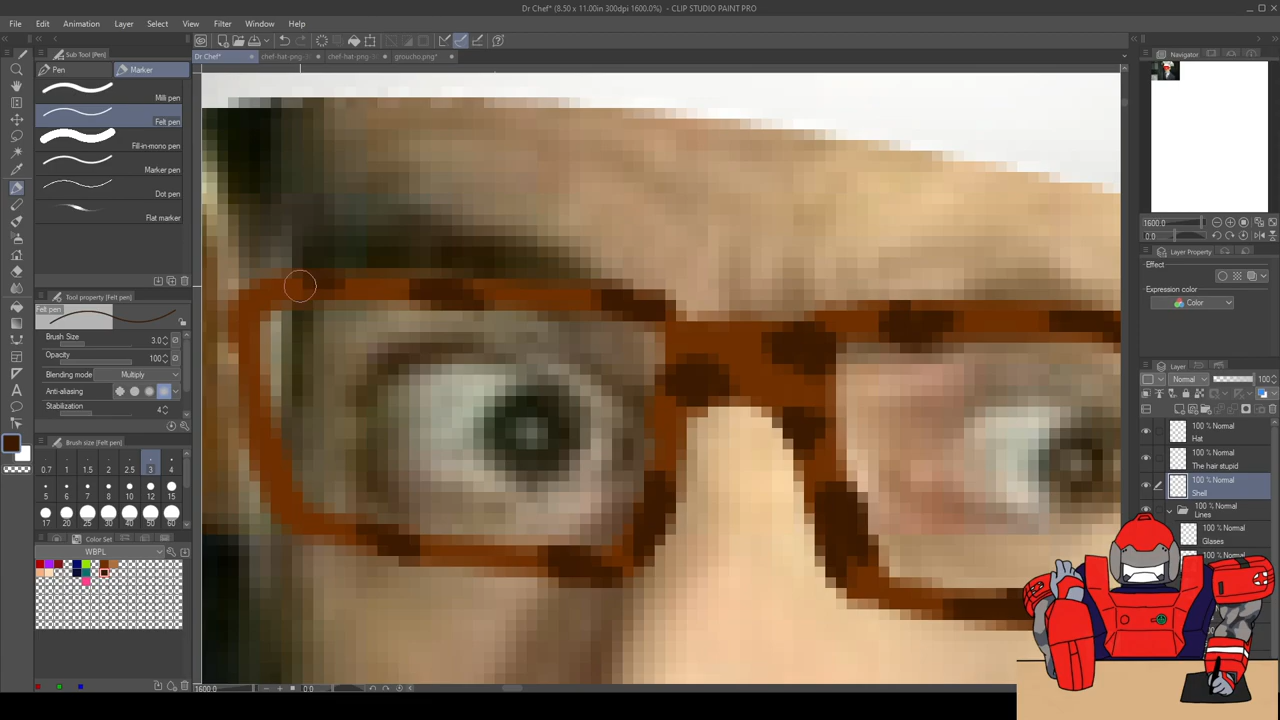 Dr Chef* (8.50 x 11.00in 300dpi 1600.0%) - CLIP STUDIO PAINT PRO
File Edit Animation Layer Select View Filter Window Help
Sub Tool [Pen]
Dr Chef* chef-hat-png chef-hat-png groucho.png*
Navigator
Pen Marker
Milli pen
Felt pen
Fill-in-mono pen
Marker pen
Dot pen
Flat marker
Tool property [Felt pen]
Felt pen
Brush Size 3.0
Opacity 100
Blending mode Multiply
Anti-aliasing
Stabilization 4
Brush size [Felt pen]
0.7 1 1.5 2 2.5 3 4
5 6 7 8 10 12 15
17 20 25 30 40 50 60
Color Set
WBPL
1600.0 0.0
1600.0
0.0
Layer Property
Effect
Expression color
Color
Layer
Normal 100
100 % Normal
Hat
100 % Normal
The hair stupid
100 % Normal
Shell
100 % Normal
Lines
100 % Normal
Glases
100 % Normal